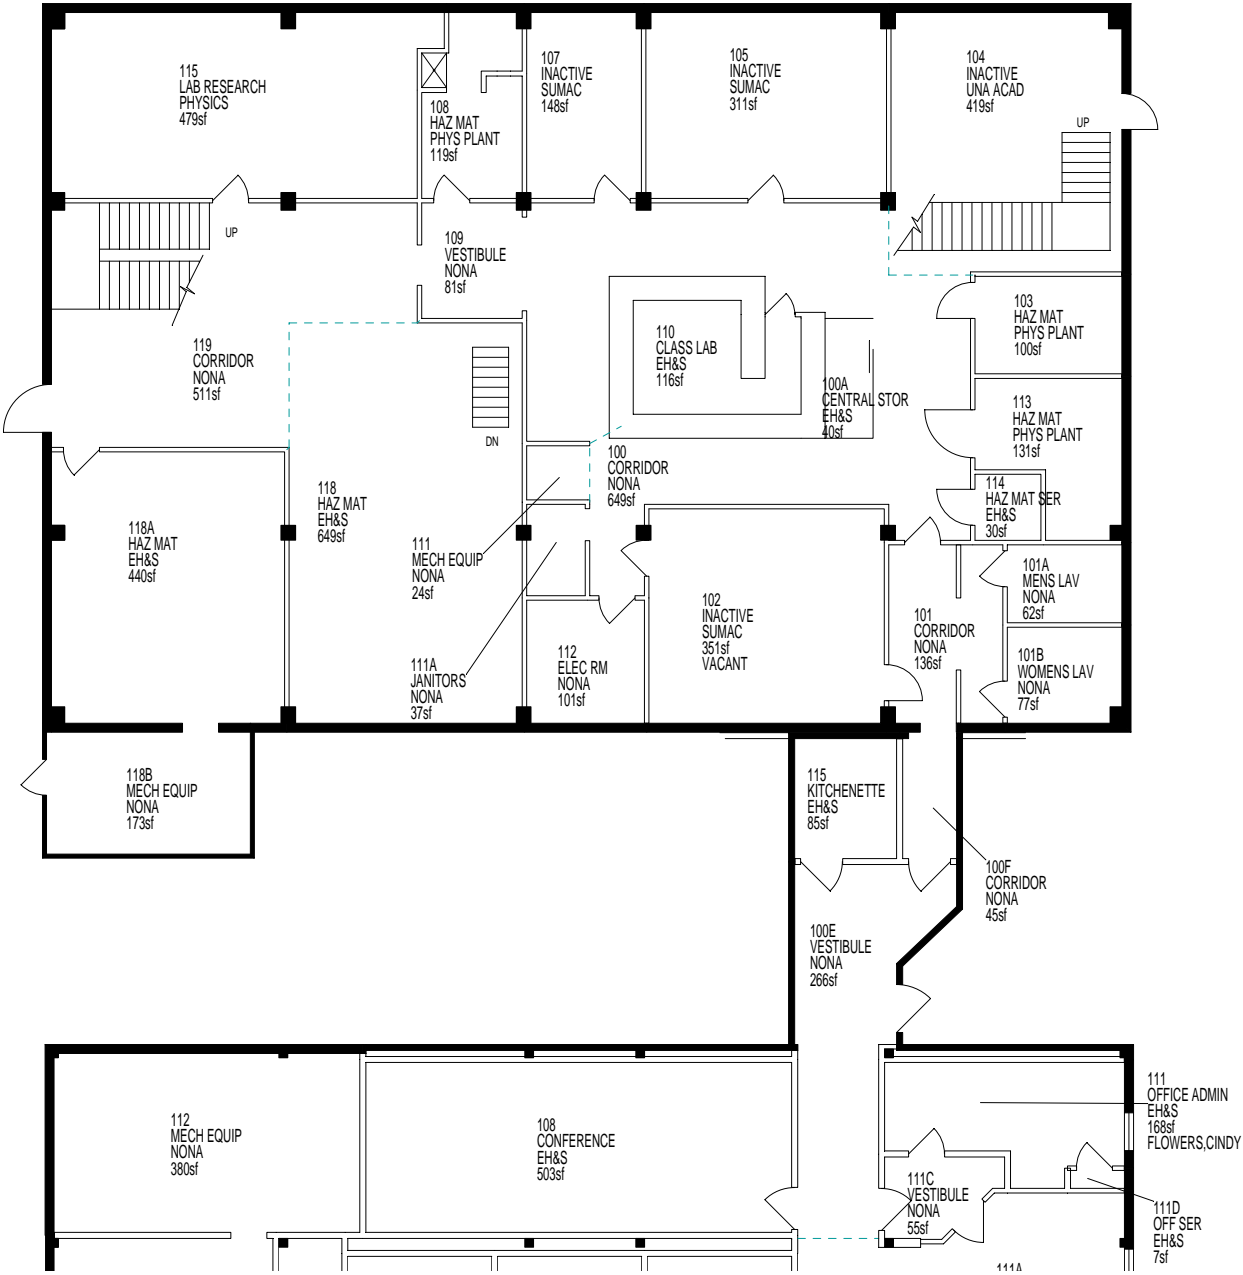 115
LAB RESEARCH
PHYSICS
479sf
108
HAZ MAT
PHYS PLANT
119sf
107
INACTIVE
SUMAC
148sf
105
INACTIVE
SUMAC
311sf
104
INACTIVE
UNA ACAD
419sf
UP
UP
109
VESTIBULE
NONA
81sf
119
CORRIDOR
NONA
511sf
110
CLASS LAB
EH&S
116sf
100A
CENTRAL STOR
EH&S
40sf
103
HAZ MAT
PHYS PLANT
100sf
113
HAZ MAT
PHYS PLANT
131sf
DN
100
CORRIDOR
NONA
649sf
114
HAZ MAT SER
EH&S
30sf
118
HAZ MAT
EH&S
649sf
118A
HAZ MAT
EH&S
440sf
111
MECH EQUIP
NONA
24sf
101A
MENS LAV
NONA
62sf
102
INACTIVE
SUMAC
351sf
VACANT
101
CORRIDOR
NONA
136sf
112
ELEC RM
NONA
101sf
101B
WOMENS LAV
NONA
77sf
111A
JANITORS
NONA
37sf
118B
MECH EQUIP
NONA
173sf
115
KITCHENETTE
EH&S
85sf
100F
CORRIDOR
NONA
45sf
100E
VESTIBULE
NONA
266sf
111
OFFICE ADMIN
EH&S
168sf
FLOWERS,CINDY
112
MECH EQUIP
NONA
380sf
108
CONFERENCE
EH&S
503sf
111C
VESTIBULE
NONA
55sf
111D
OFF SER
EH&S
7sf
111A